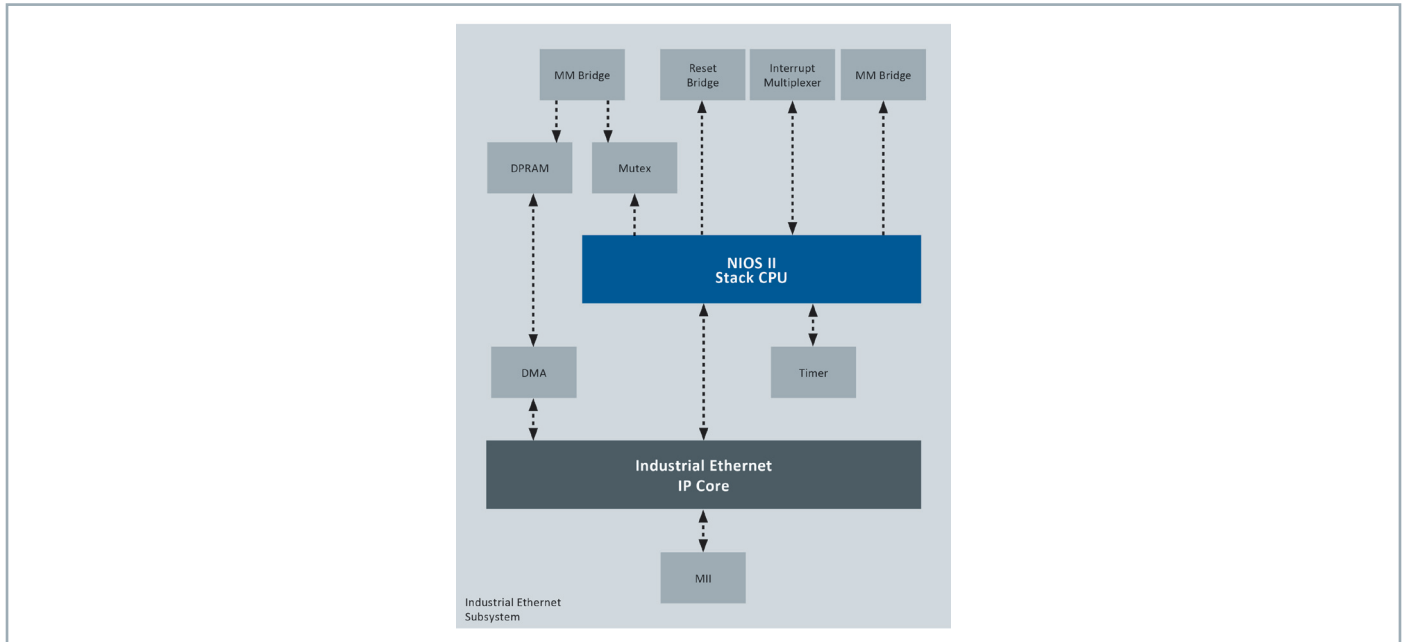 MM Bridge
Reset
Bridge
Interrupt
Multiplexer
MM Bridge
DPRAM
Mutex
NIOS II
Stack CPU
DMA
Timer
Industrial Ethernet
IP Core
MII
Industrial Ethernet
Subsystem